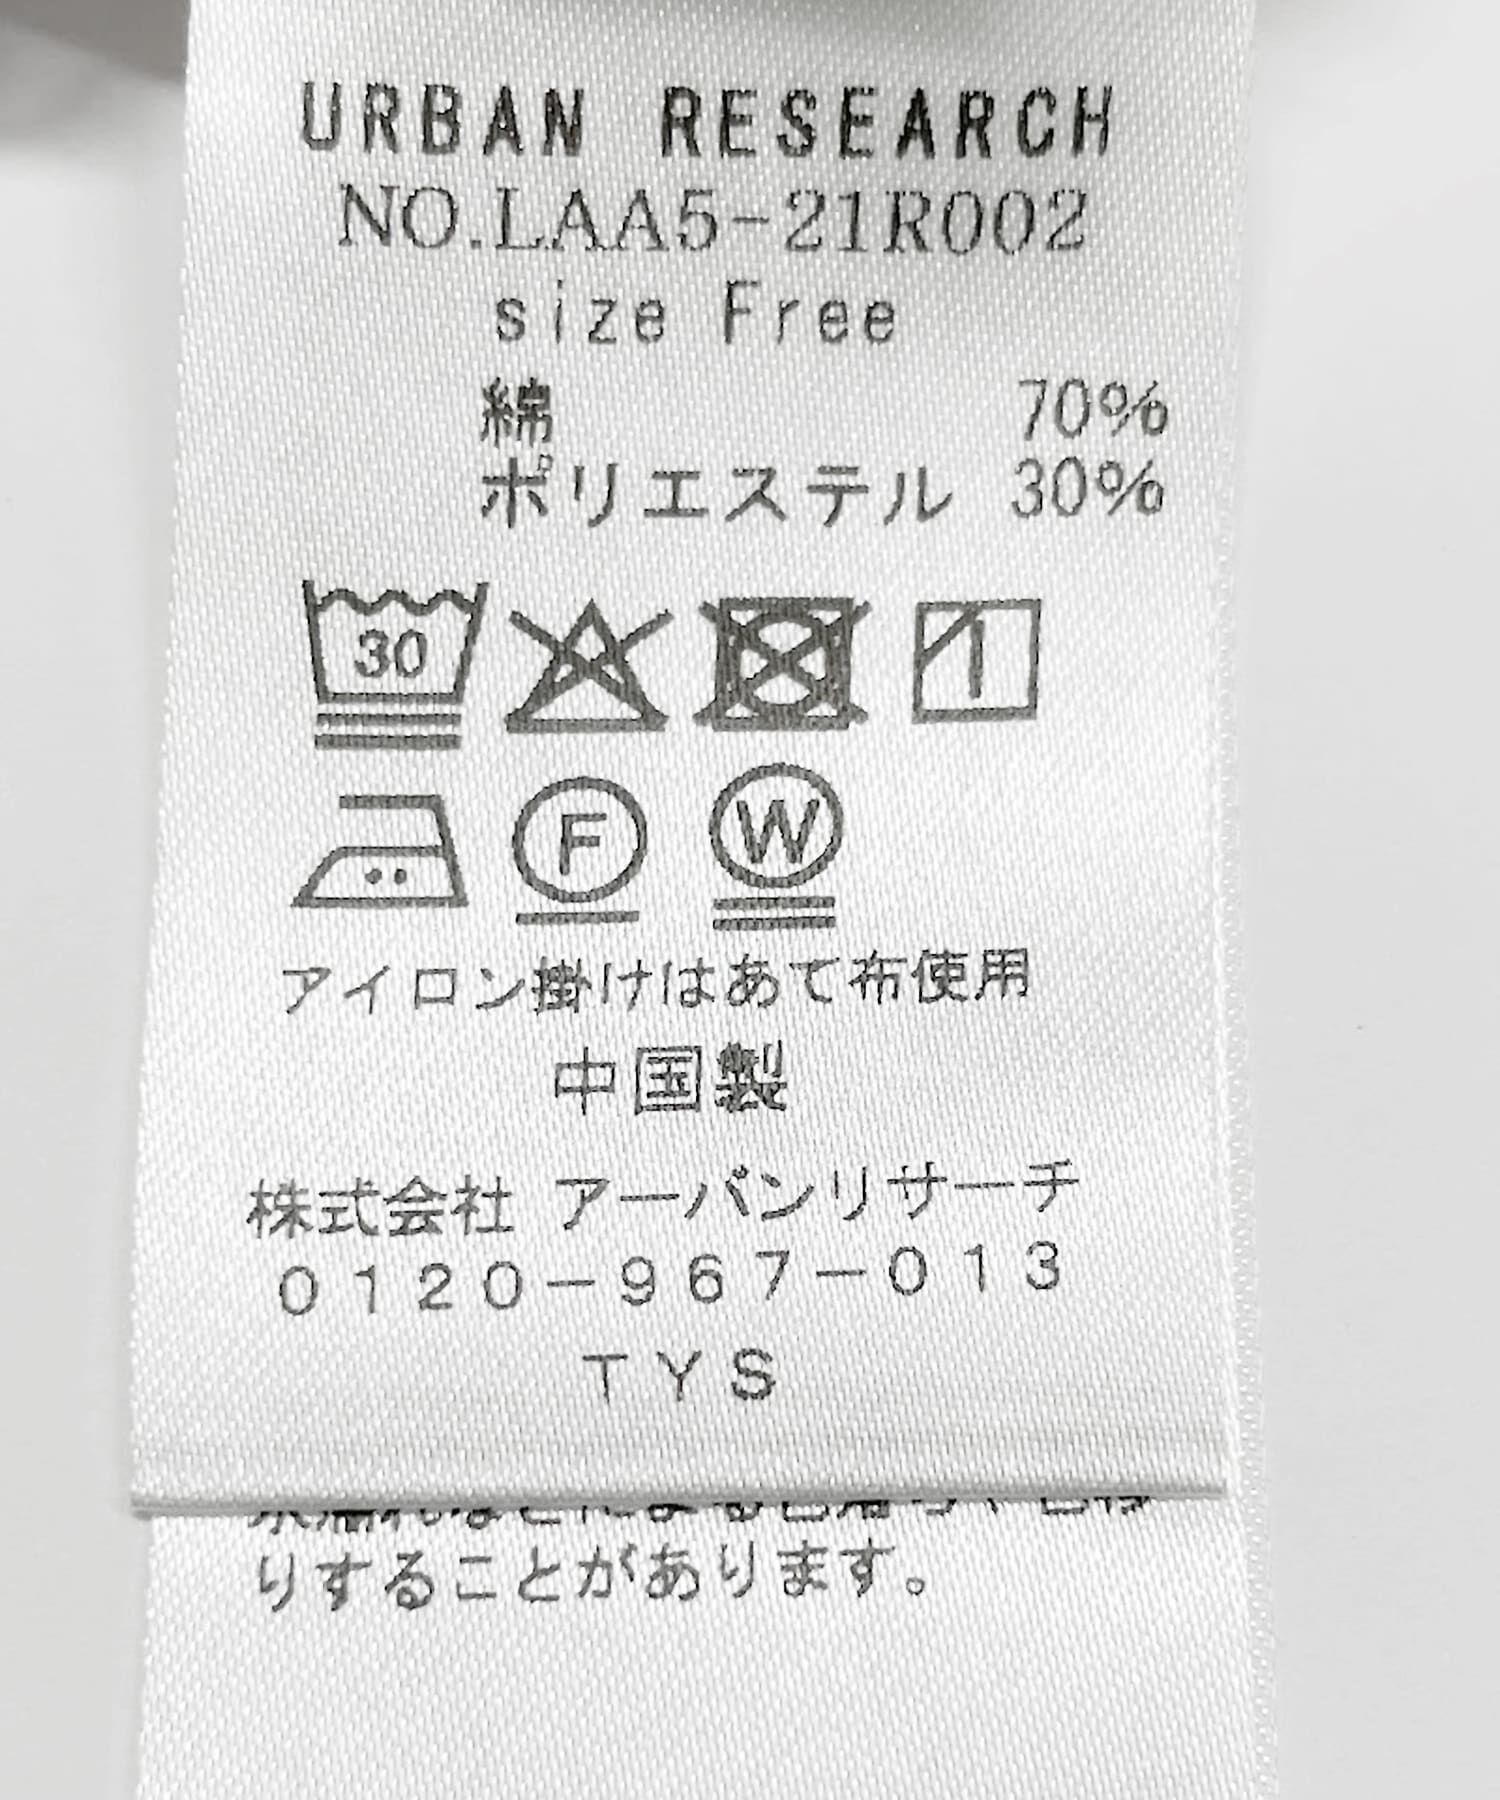 URBAN RESEARCH
NO.LAA5-21R002
size Free
綿 70%
ポリエステル 30%
30
F
W
アイロン掛けはあて布使用
中国製
株式会社 アーバンリサーチ
0120-967-013
TYS
りすることがあります。